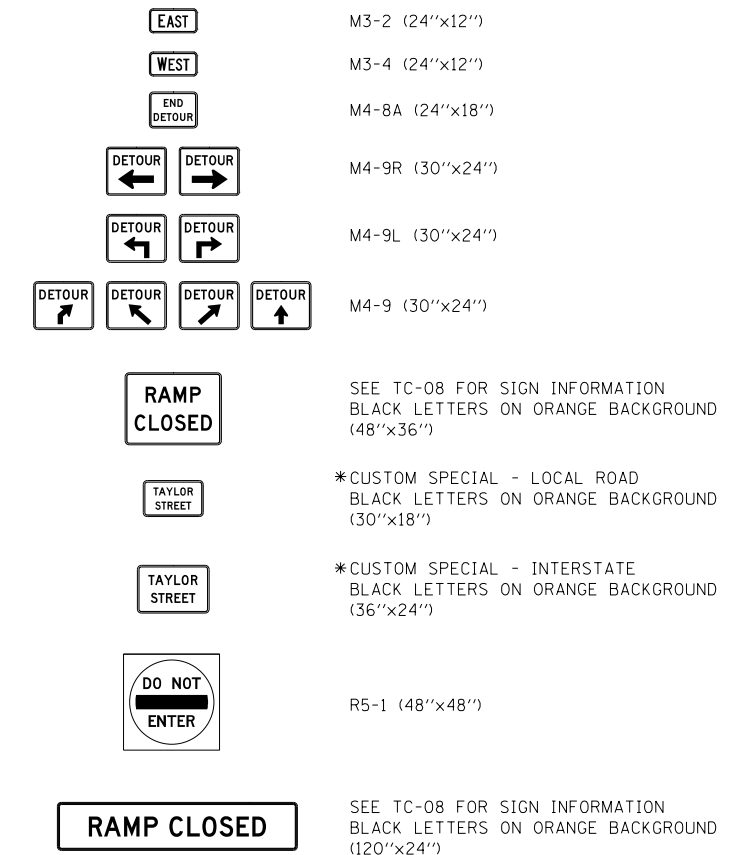 EAST
M3-2 (24''x12'')
WEST
M3-4 (24''x12'')
END
DETOUR
M4-8A (24''x18'')
DETOUR DETOUR
M4-9R (30''x24'')
DETOUR DETOUR
M4-9L (30''x24'')
DETOUR DETOUR DETOUR DETOUR
M4-9 (30''x24'')
RAMP
CLOSED
SEE TC-08 FOR SIGN INFORMATION
BLACK LETTERS ON ORANGE BACKGROUND
(48''x36'')
TAYLOR
STREET
*CUSTOM SPECIAL - LOCAL ROAD
BLACK LETTERS ON ORANGE BACKGROUND
(30''x18'')
TAYLOR
STREET
*CUSTOM SPECIAL - INTERSTATE
BLACK LETTERS ON ORANGE BACKGROUND
(36''x24'')
DO NOT
ENTER
R5-1 (48''x48'')
RAMP CLOSED
SEE TC-08 FOR SIGN INFORMATION
BLACK LETTERS ON ORANGE BACKGROUND
(120''x24'')